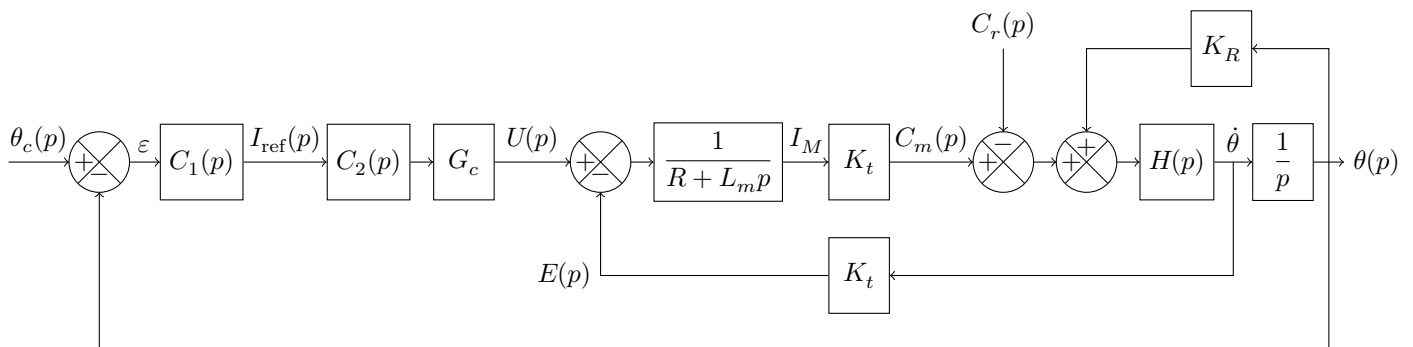 C_r(p)
K_R
θ_c(p)
+
−
ε
C_1(p)
I_ref(p)
C_2(p)
G_c
U(p)
+
−
1
R + L_m p
I_M
K_t
C_m(p)
+
−
+
+
H(p)
θ̇
1
p
θ(p)
E(p)
K_t